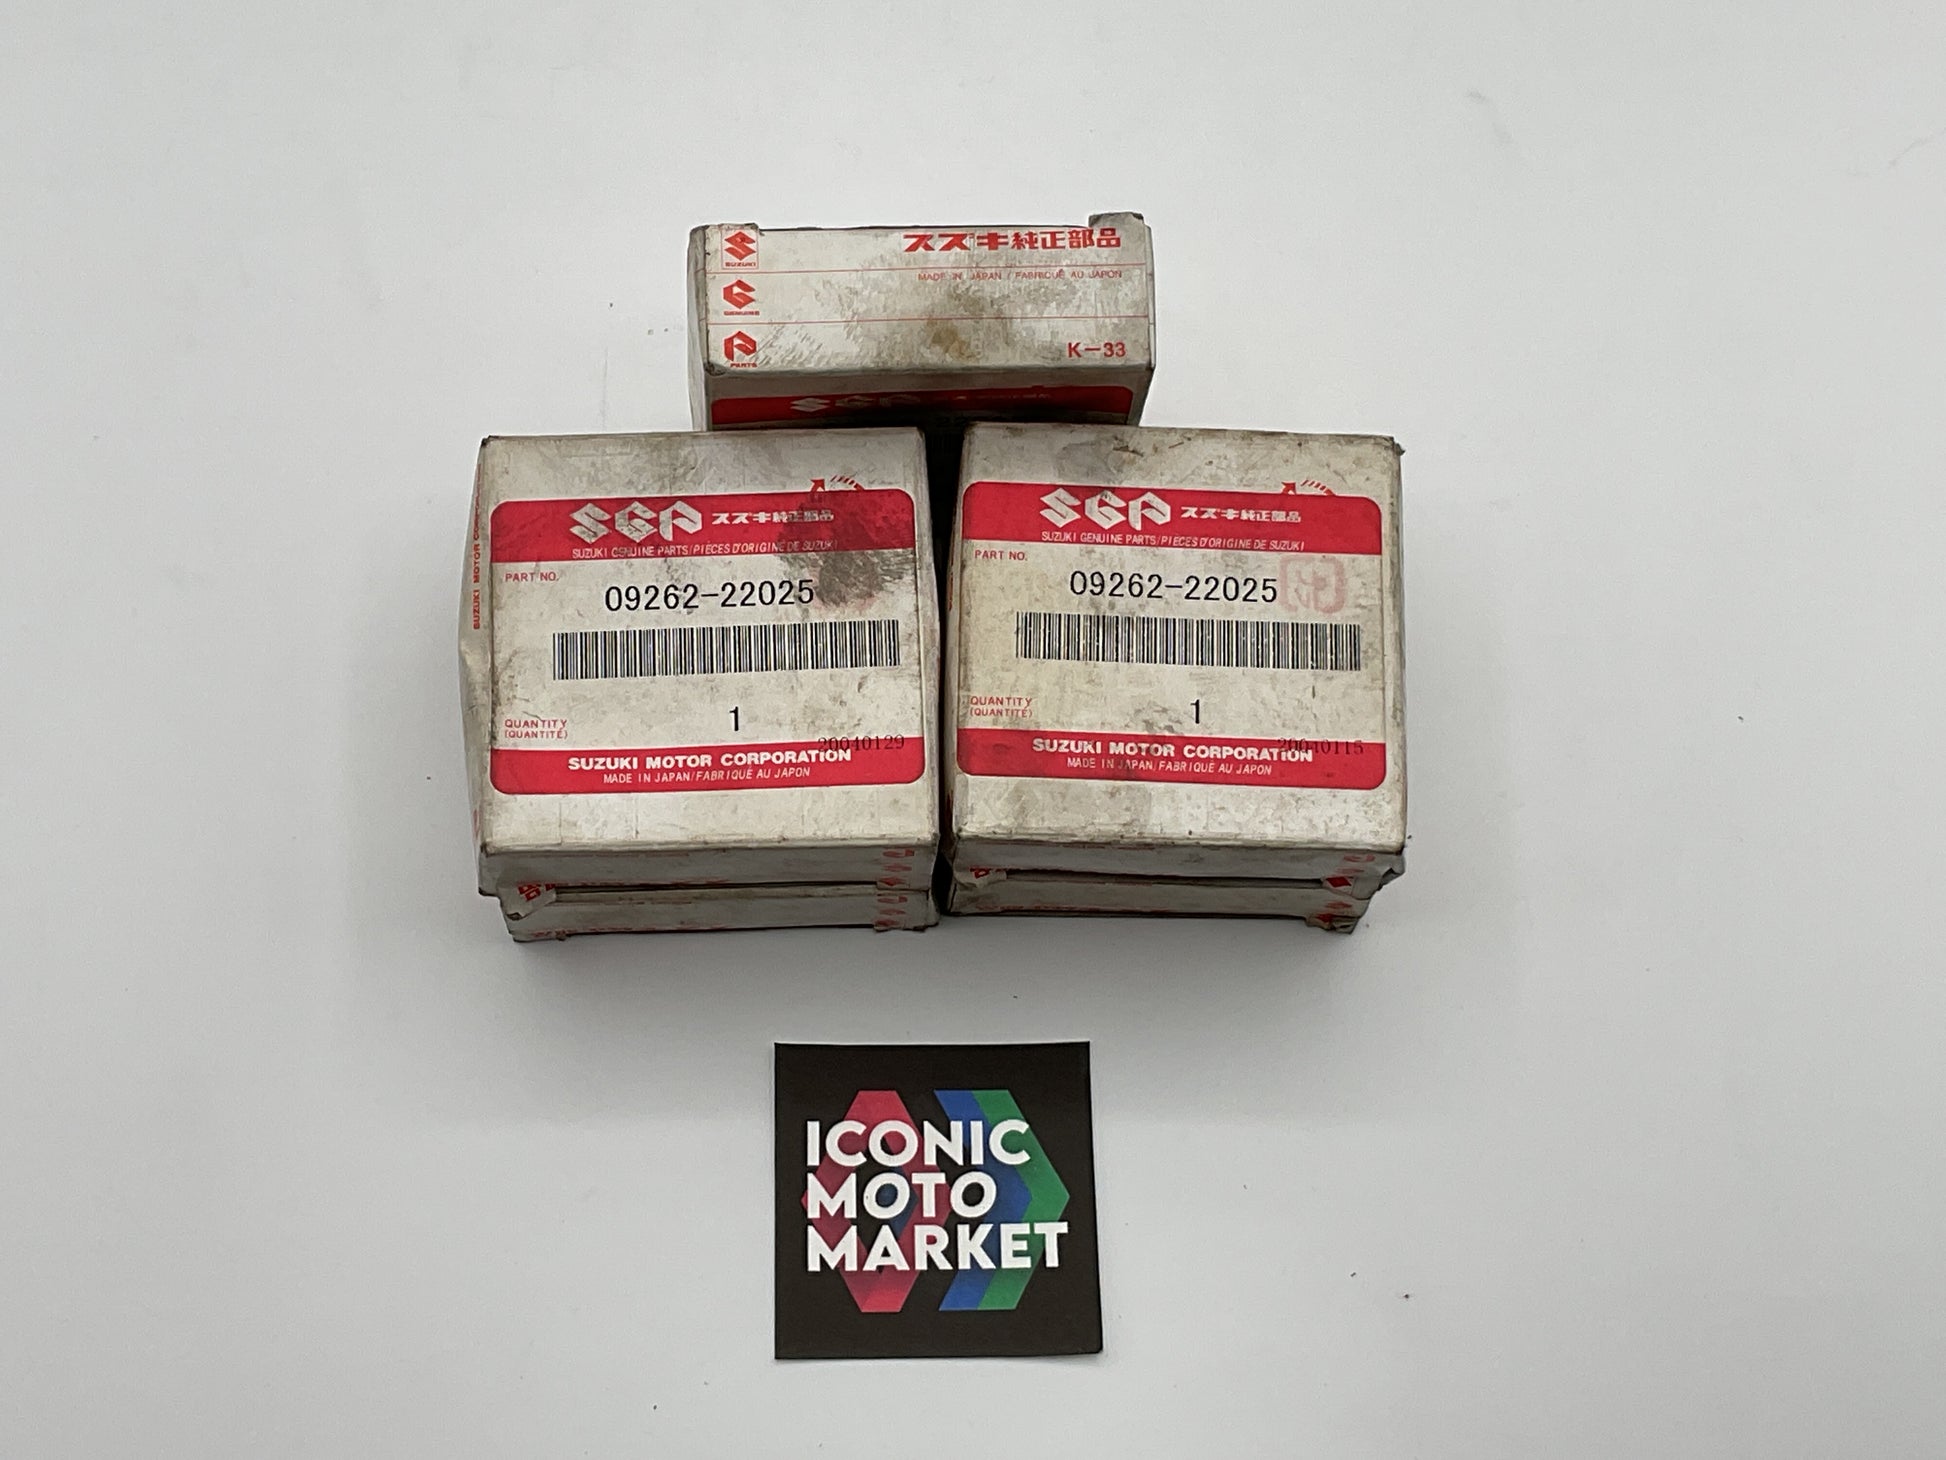 SUZUKI
スズキ純正部品
MADE IN JAPAN / FABRIQUÉ AU JAPON
GENUINE
PARTS
K-33
SGP スズキ純正部品
SUZUKI GENUINE PARTS/PIÈCES D'ORIGINE DE SUZUKI
PART NO.
09262-22025
QUANTITY
(QUANTITÉ)
1
20040129
SUZUKI MOTOR CORPORATION
MADE IN JAPAN/FABRIQUÉ AU JAPON
SGP スズキ純正部品
SUZUKI GENUINE PARTS/PIÈCES D'ORIGINE DE SUZUKI
PART NO.
09262-22025
QUANTITY
(QUANTITÉ)
1
20040115
SUZUKI MOTOR CORPORATION
MADE IN JAPAN/FABRIQUÉ AU JAPON
ICONIC
MOTO
MARKET